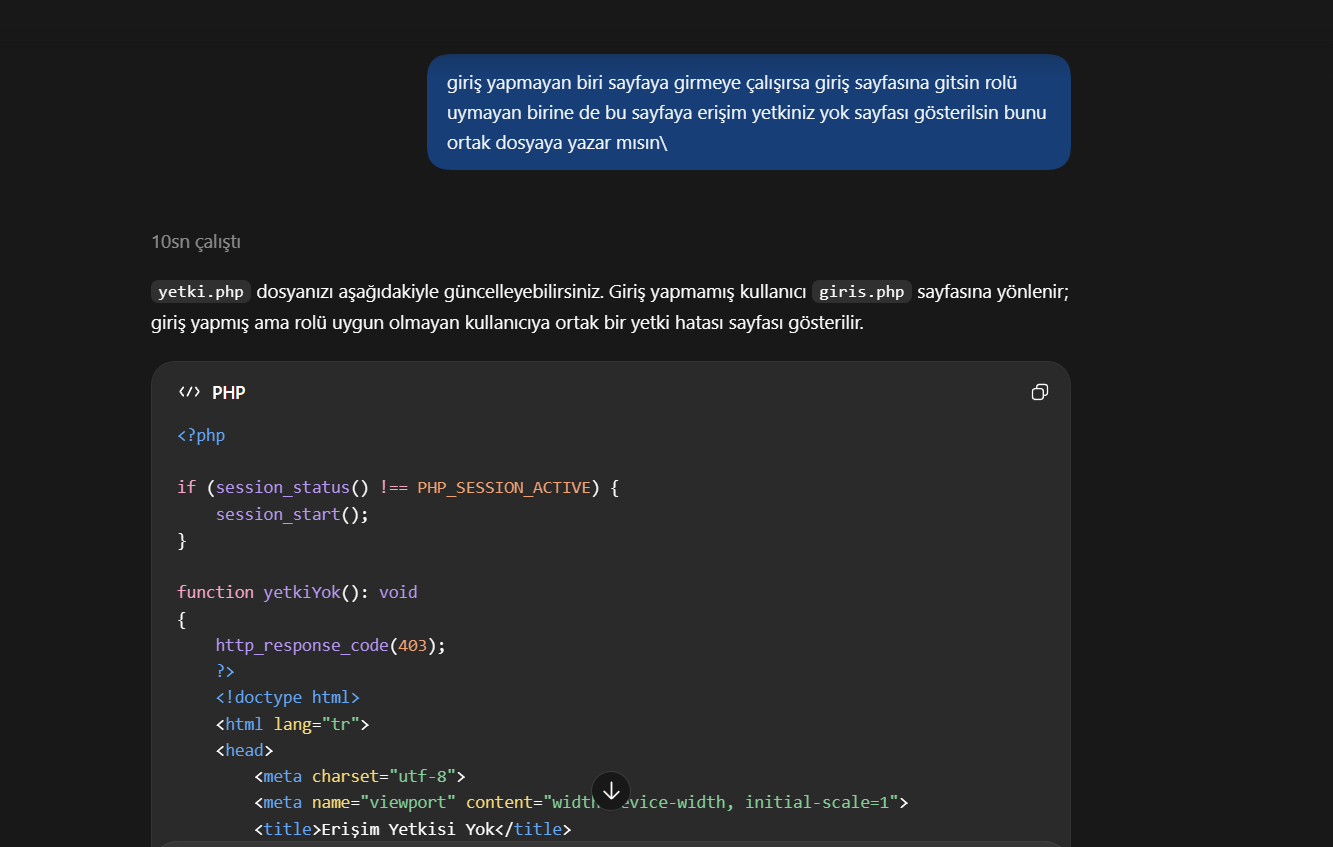 giriş yapmayan biri sayfaya girmeye çalışırsa giriş sayfasına gitsin rolü
uymayan birine de bu sayfaya erişim yetkiniz yok sayfası gösterilsin bunu
ortak dosyaya yazar mısın\
10sn çalıştı
yetki.php dosyanızı aşağıdakiyle güncelleyebilirsiniz. Giriş yapmamış kullanıcı giris.php sayfasına yönlenir;
giriş yapmış ama rolü uygun olmayan kullanıcıya ortak bir yetki hatası sayfası gösterilir.
</> PHP
<?php
if (session_status() !== PHP_SESSION_ACTIVE) {
    session_start();
}
function yetkiYok(): void
{
    http_response_code(403);
    ?>
    <!doctype html>
    <html lang="tr">
    <head>
        <meta charset="utf-8">
        <meta name="viewport" content="width evice-width, initial-scale=1">
        <title>Erişim Yetkisi Yok</title>